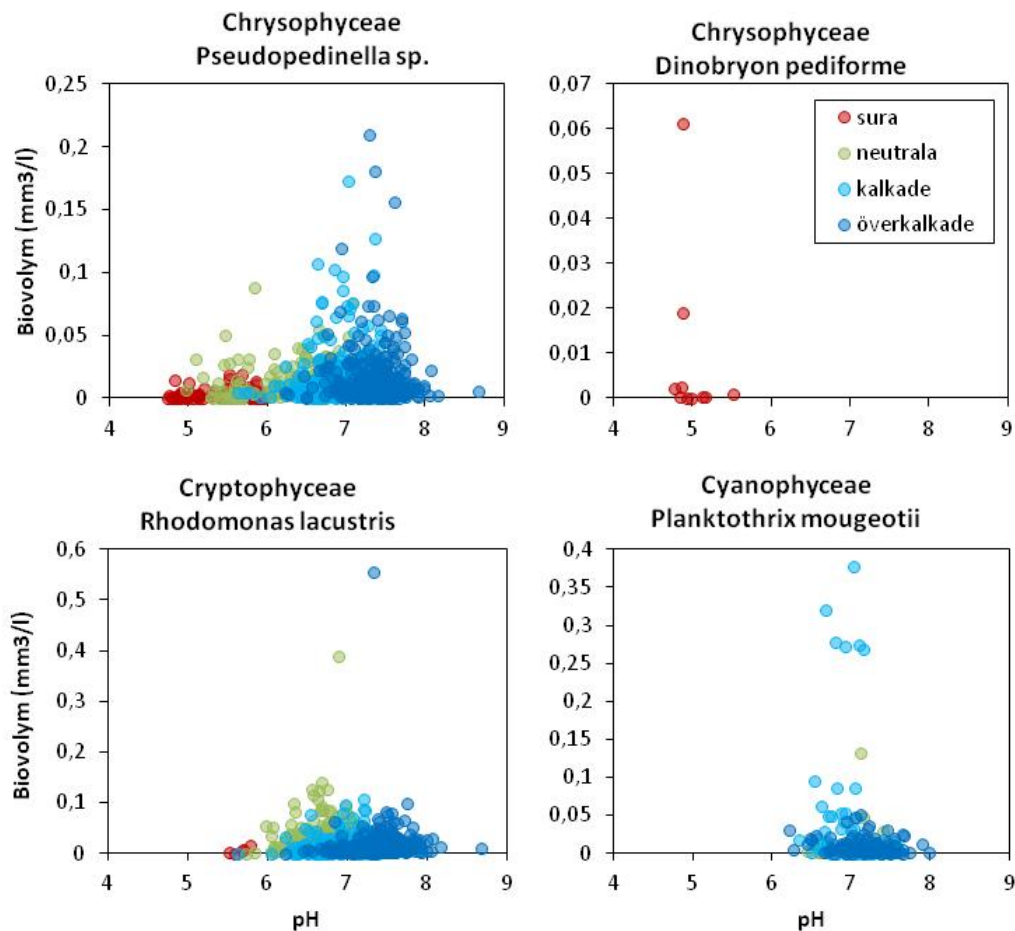 Chrysophyceae
Pseudopedinella sp.
Biovolym (mm3/l)
0,25
0,2
0,15
0,1
0,05
0
4 5 6 7 8 9
Chrysophyceae
Dinobryon pediforme
0,07
0,06
0,05
0,04
0,03
0,02
0,01
0
4 5 6 7 8 9
sura
neutrala
kalkade
överkalkade
Cryptophyceae
Rhodomonas lacustris
Biovolym (mm3/l)
0,6
0,5
0,4
0,3
0,2
0,1
0
4 5 6 7 8 9
pH
Cyanophyceae
Planktothrix mougeotii
0,4
0,35
0,3
0,25
0,2
0,15
0,1
0,05
0
4 5 6 7 8 9
pH